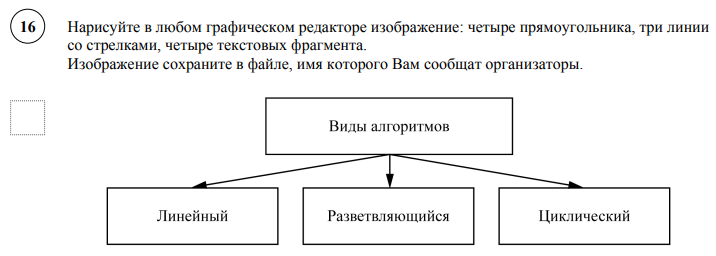 16
Нарисуйте в любом графическом редакторе изображение: четыре прямоугольника, три линии
со стрелками, четыре текстовых фрагмента.
Изображение сохраните в файле, имя которого Вам сообщат организаторы.
Виды алгоритмов
Линейный
Разветвляющийся
Циклический